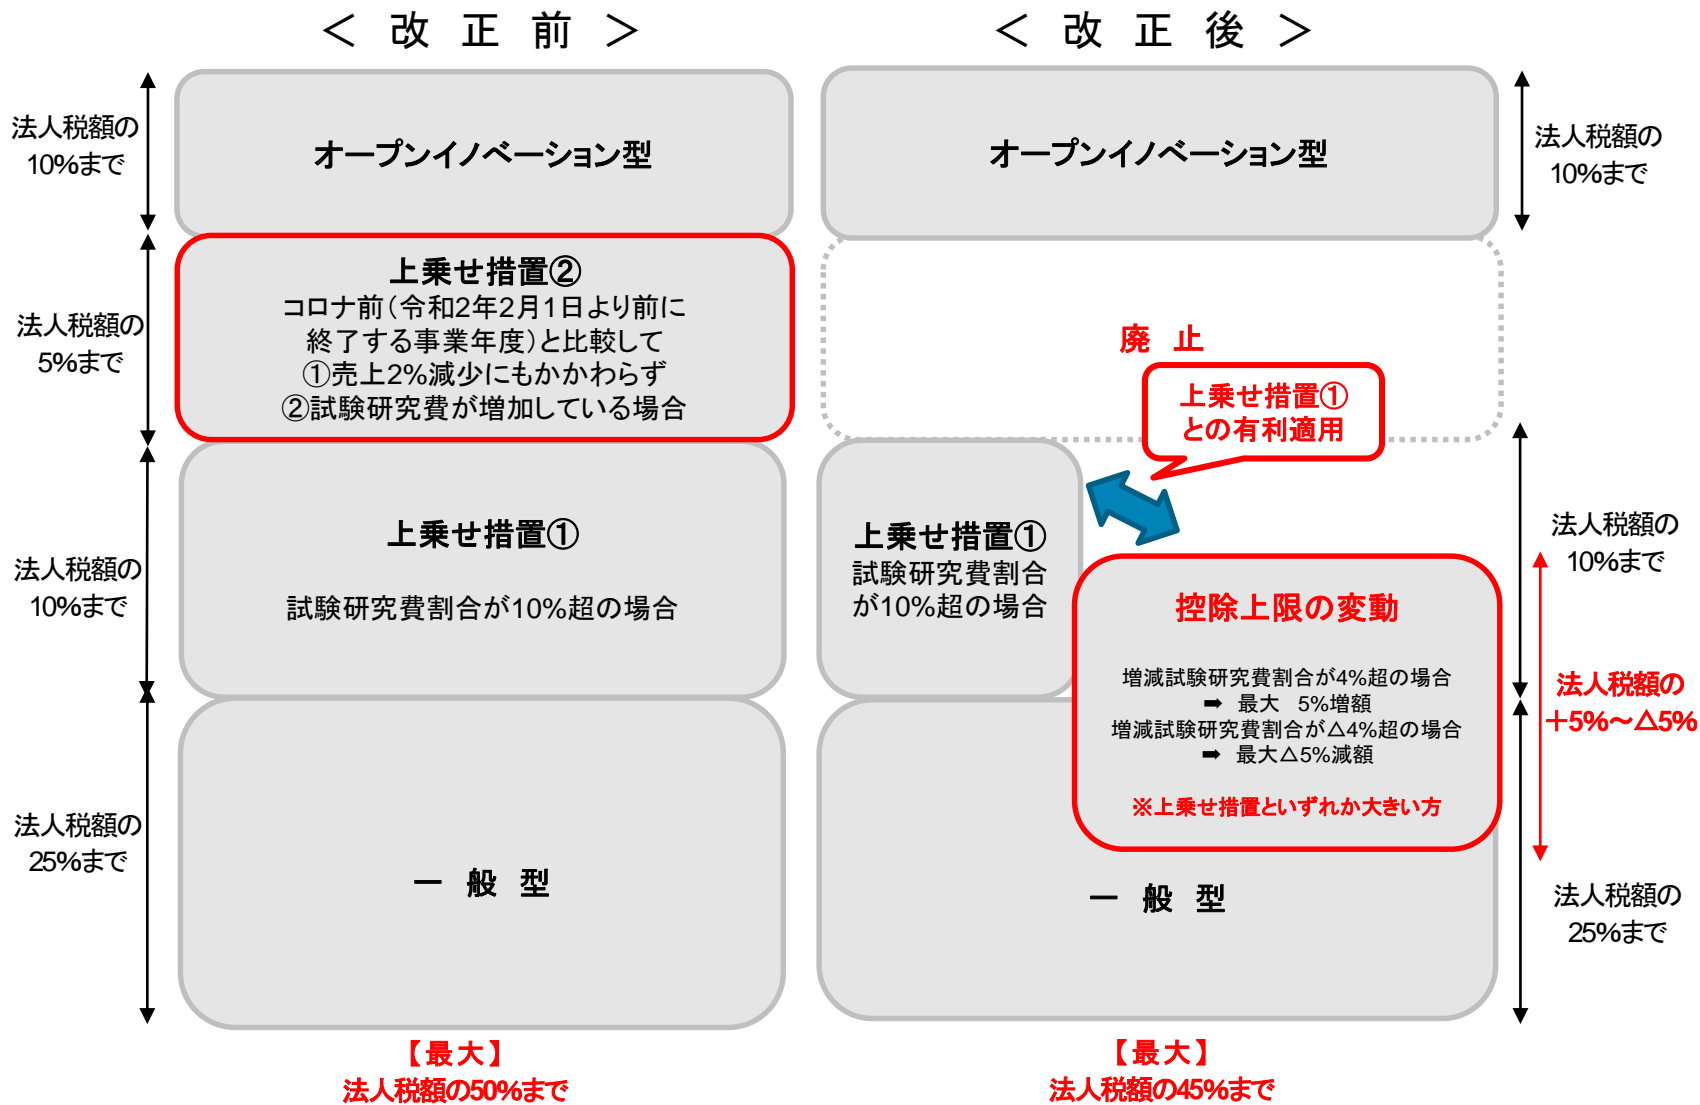 ＜ 改 正 前 ＞
法人税額の
10%まで
オープンイノベーション型
法人税額の
5%まで
上乗せ措置②
コロナ前（令和2年2月1日より前に
終了する事業年度）と比較して
①売上2%減少にもかかわらず
②試験研究費が増加している場合
法人税額の
10%まで
上乗せ措置①
試験研究費割合が10%超の場合
法人税額の
25%まで
一 般 型
【最大】
法人税額の50%まで
＜ 改 正 後 ＞
オープンイノベーション型
法人税額の
10%まで
廃 止
上乗せ措置①
との有利適用
上乗せ措置①
試験研究費割合
が10%超の場合
法人税額の
10%まで
控除上限の変動
増減試験研究費割合が4%超の場合
➡ 最大 5%増額
増減試験研究費割合が△4%超の場合
➡ 最大△5%減額
※上乗せ措置といずれか大きい方
法人税額の
＋5%～△5%
一 般 型
法人税額の
25%まで
【最大】
法人税額の45%まで